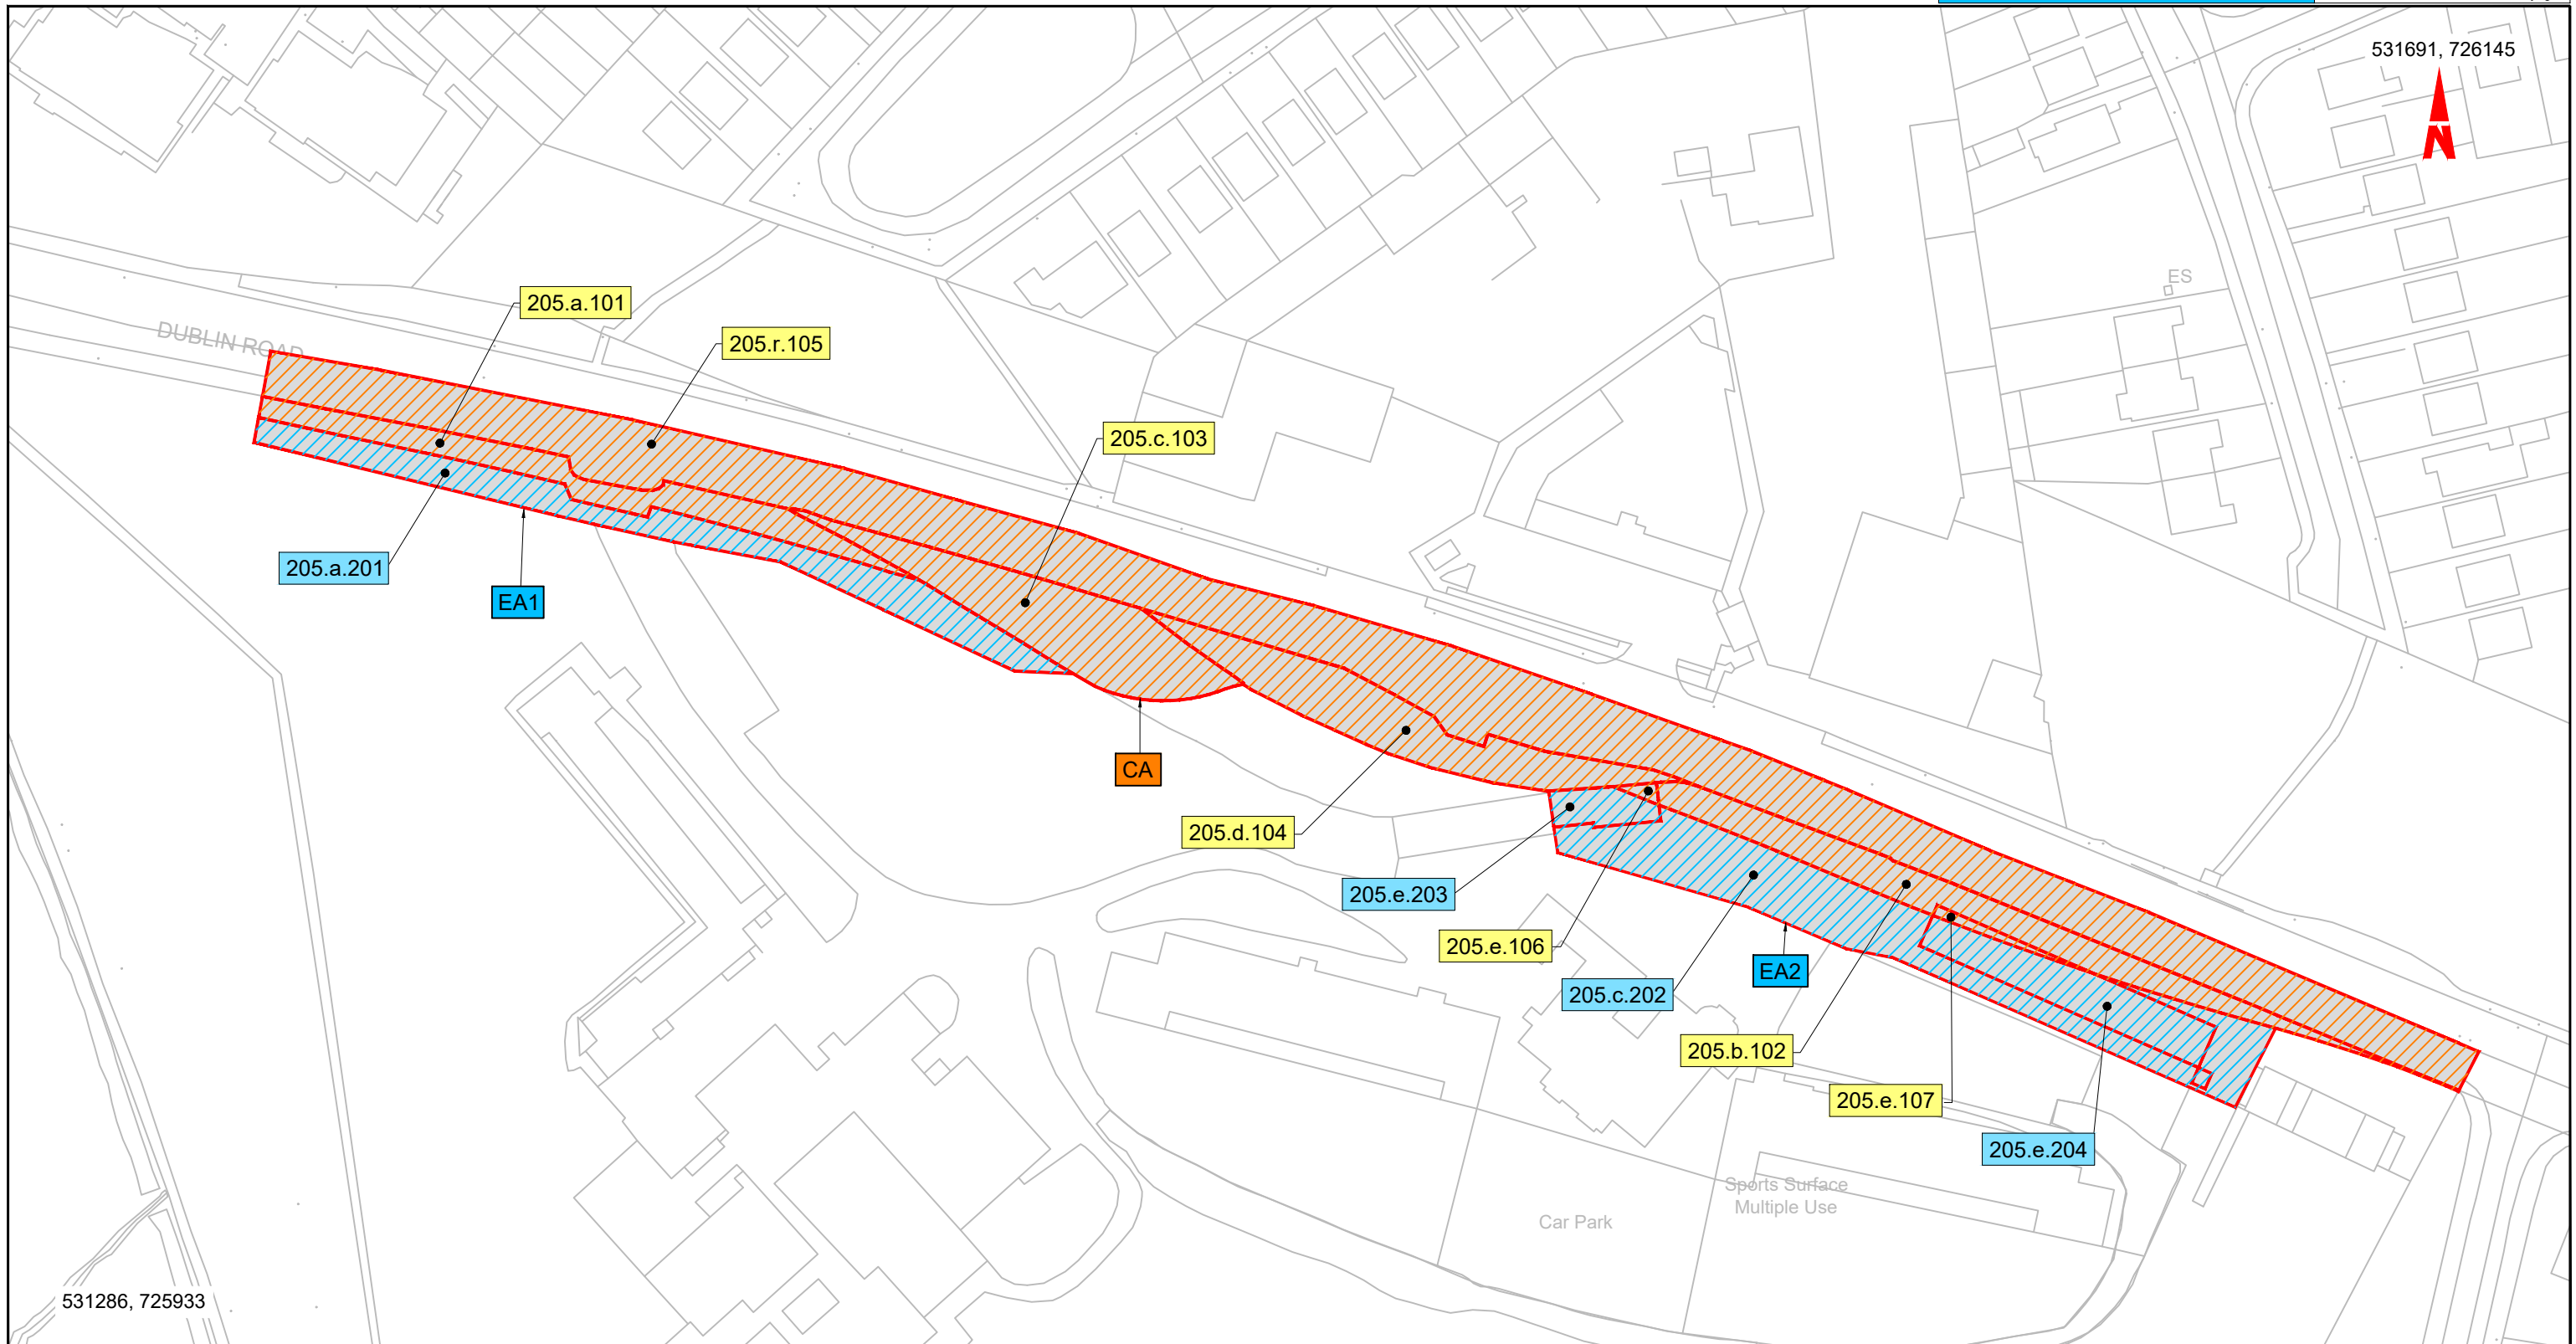 531691, 726145
ES
205.a.101
DUBLIN ROAD
205.r.105
205.c.103
205.a.201
EA1
CA
205.d.104
205.e.203
205.e.106
205.c.202
EA2
205.b.102
205.e.107
205.e.204
Sports Surface
Multiple Use
Car Park
531286, 725933